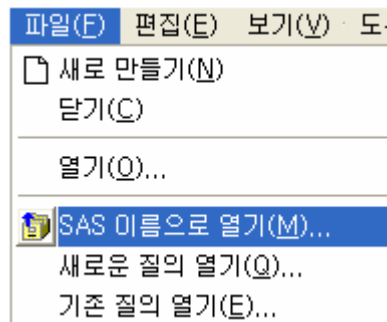 파일(F) 편집(E) 보기(V)
새로 만들기(N)
닫기(C)
열기(O)...
SAS 이름으로 열기(M)...
새로운 질의 열기(Q)...
기존 질의 열기(E)...